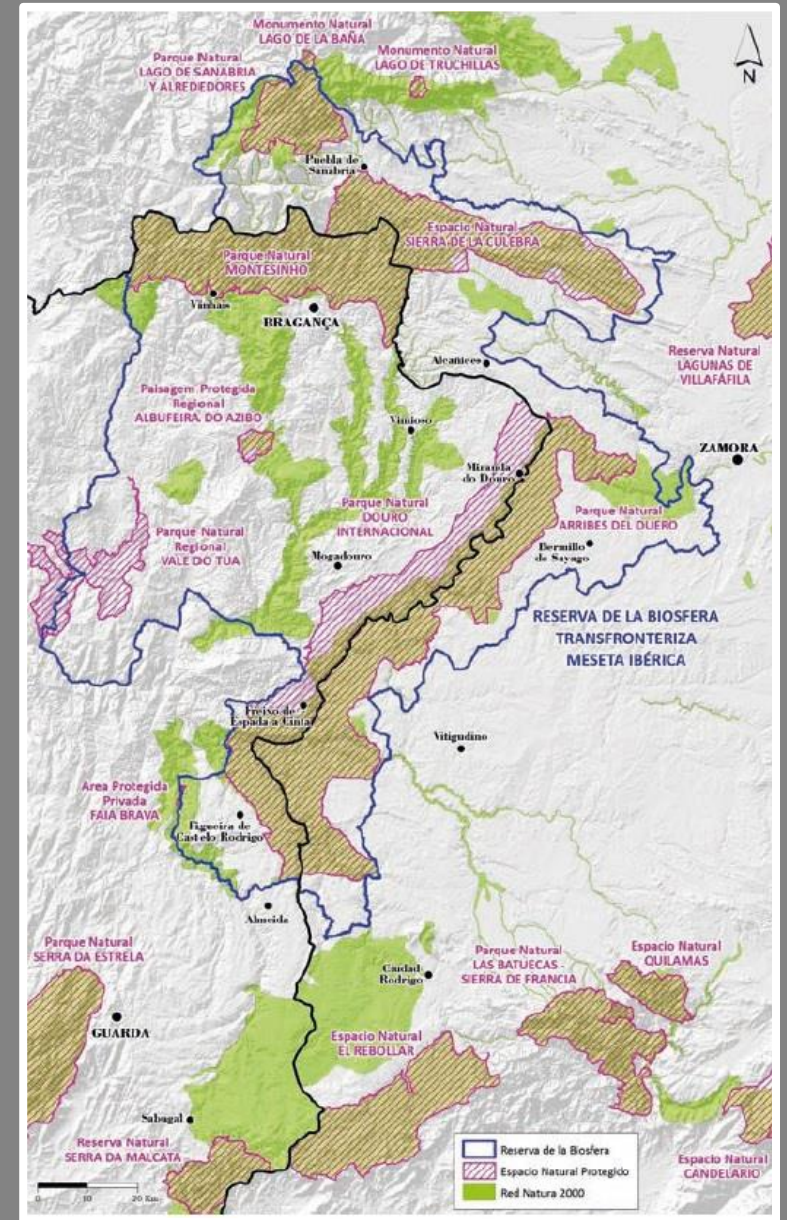 Monumento Natural
LAGO DE LA BAÑA
Monumento Natural
LAGO DE TRUCHILLAS
Parque Natural
LAGO DE SANABRIA
Y ALREDEDORES
N
Puebla de
Sanabria
Espacio Natural
SIERRA DE LA CULEBRA
Parque Natural
MONTESINHO
Vinhais
BRAGANÇA
Reserva Natural
LAGUNAS DE
VILLAFÁFILA
Alcañices
Paisagem Protegida
Regional
ALBUFEIRA DO AZIBO
Vimioso
ZAMORA
Miranda
do Douro
Parque Natural
DOURO
INTERNACIONAL
Parque Natural
ARRIBES DEL DUERO
Parque Natural
Regional
VALE DO TUA
Mogadouro
Bermillo
de Sayago
RESERVA DE LA BIOSFERA
TRANSFRONTERIZA
MESETA IBÉRICA
Freixo de
Espada a Cinta
Vitigudino
Area Protegida
Privada
FAIA BRAVA
Figueira de
Castelo Rodrigo
Almeida
Parque Natural
SERRA DA ESTRELA
Ciudad
Rodrigo
Parque Natural
LAS BATUECAS -
SIERRA DE FRANCIA
Espacio Natural
QUILAMAS
GUARDA
Espacio Natural
EL REBOLLAR
Sabugal
Reserva Natural
SERRA DA MALCATA
Reserva de la Biosfera
Espacio Natural Protegido
Red Natura 2000
Espacio Natural
CANDELARIO
0 10 20 Km